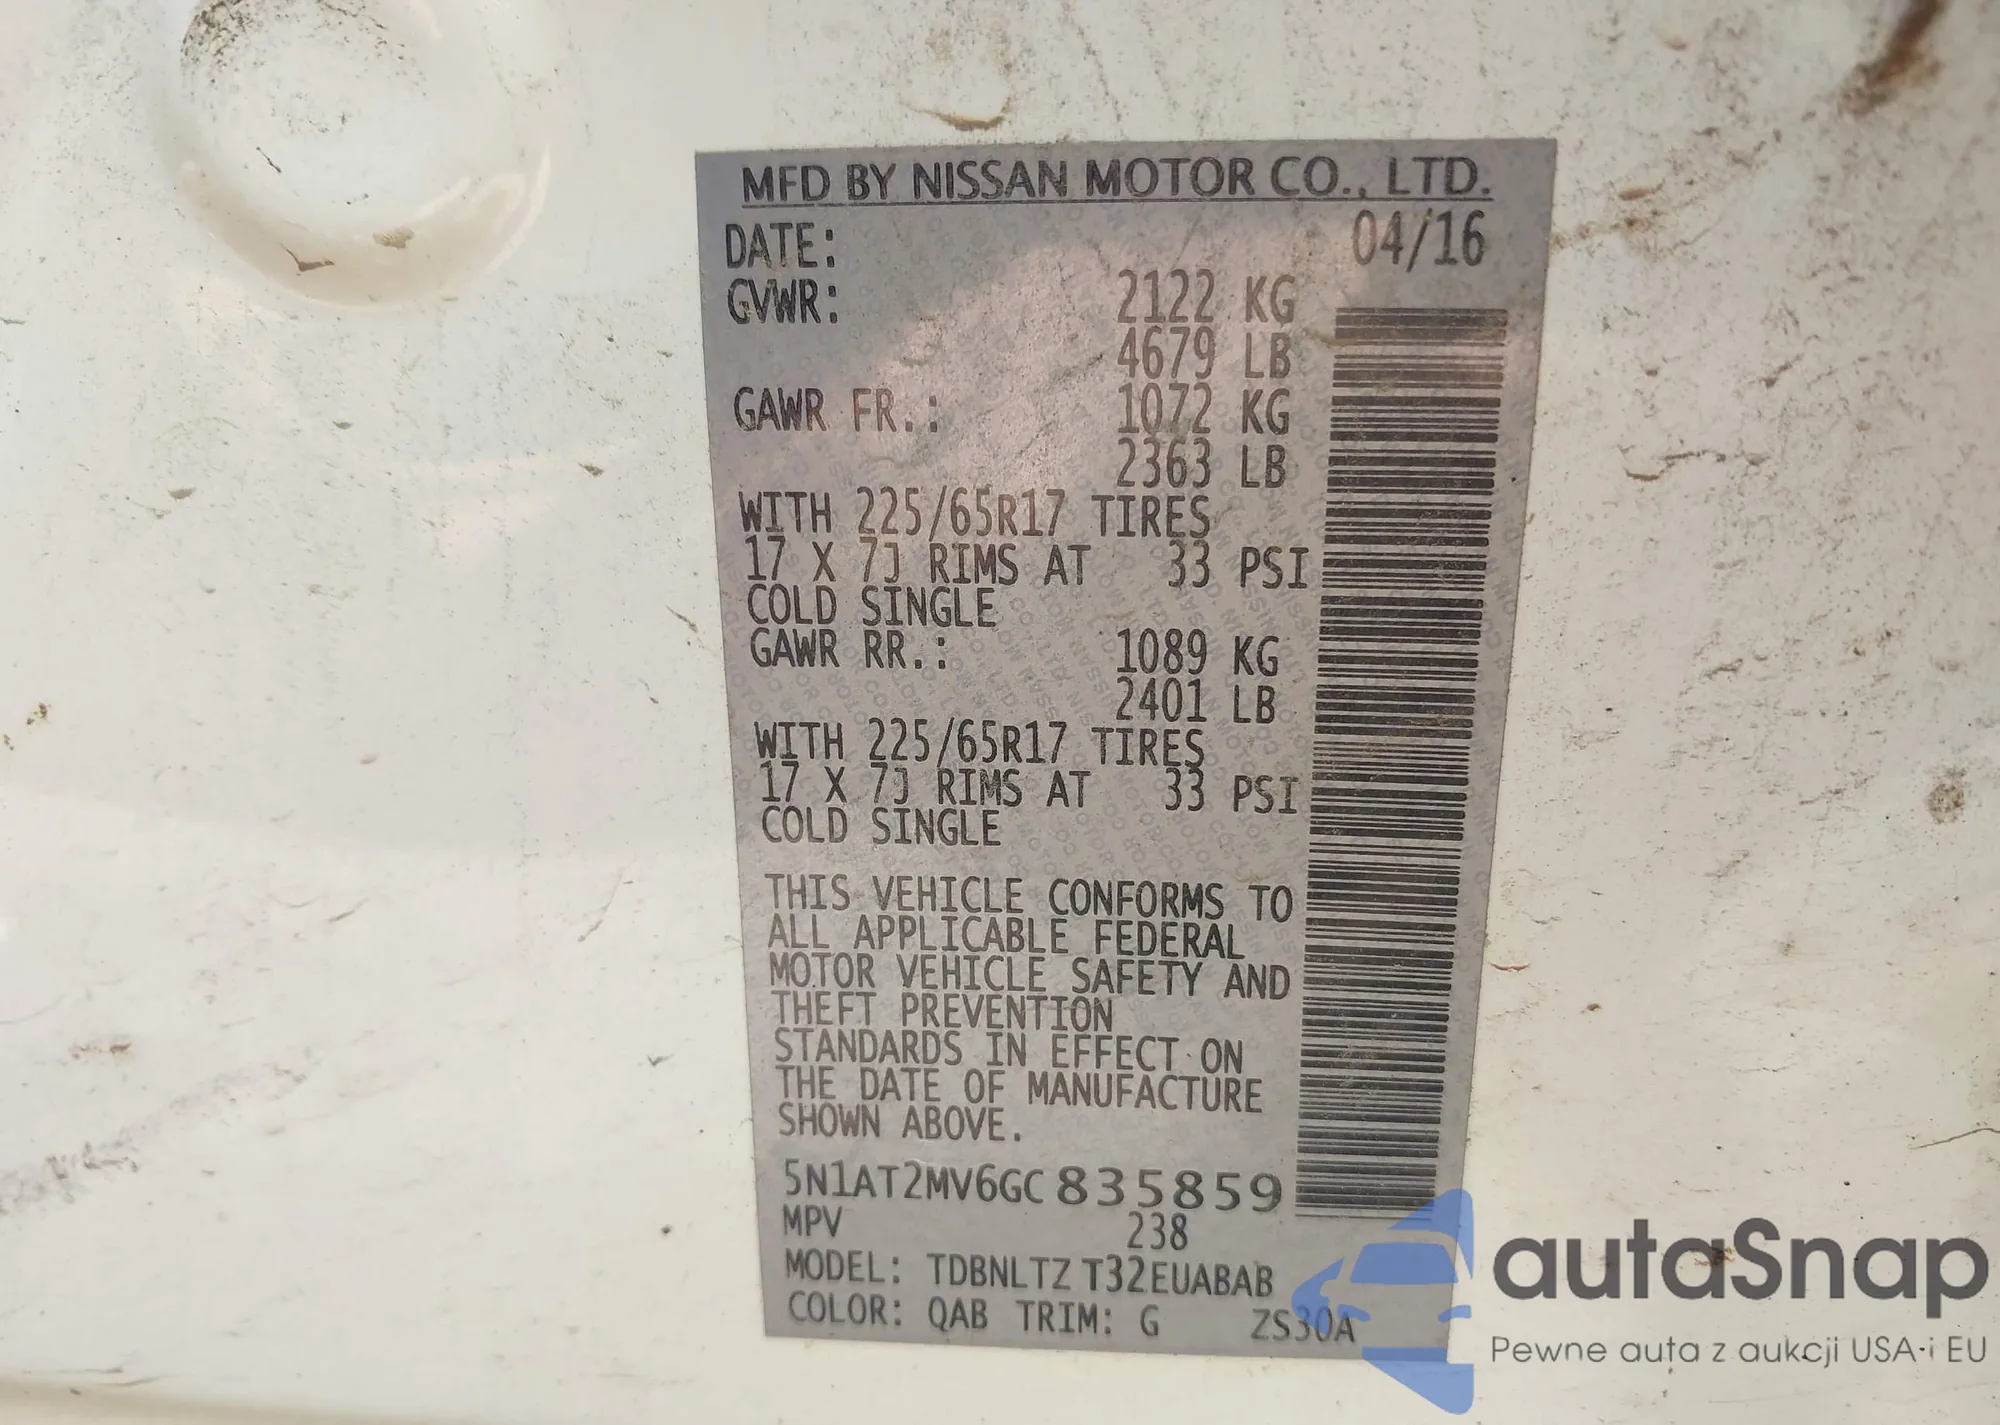 MFD BY NISSAN MOTOR CO., LTD.
DATE: 04/16
GVWR: 2122 KG
4679 LB
GAWR FR.: 1072 KG
2363 LB
WITH 225/65R17 TIRES
17 X 7J RIMS AT 33 PSI
COLD SINGLE
GAWR RR.: 1089 KG
2401 LB
WITH 225/65R17 TIRES
17 X 7J RIMS AT 33 PSI
COLD SINGLE
THIS VEHICLE CONFORMS TO
ALL APPLICABLE FEDERAL
MOTOR VEHICLE SAFETY AND
THEFT PREVENTION
STANDARDS IN EFFECT ON
THE DATE OF MANUFACTURE
SHOWN ABOVE.
5N1AT2MV6GC835859
MPV 238
MODEL: TDBNLTZ T32EUABAB
COLOR: QAB TRIM: G ZS30A
autaSnap
Pewne auta z aukcji USA i EU